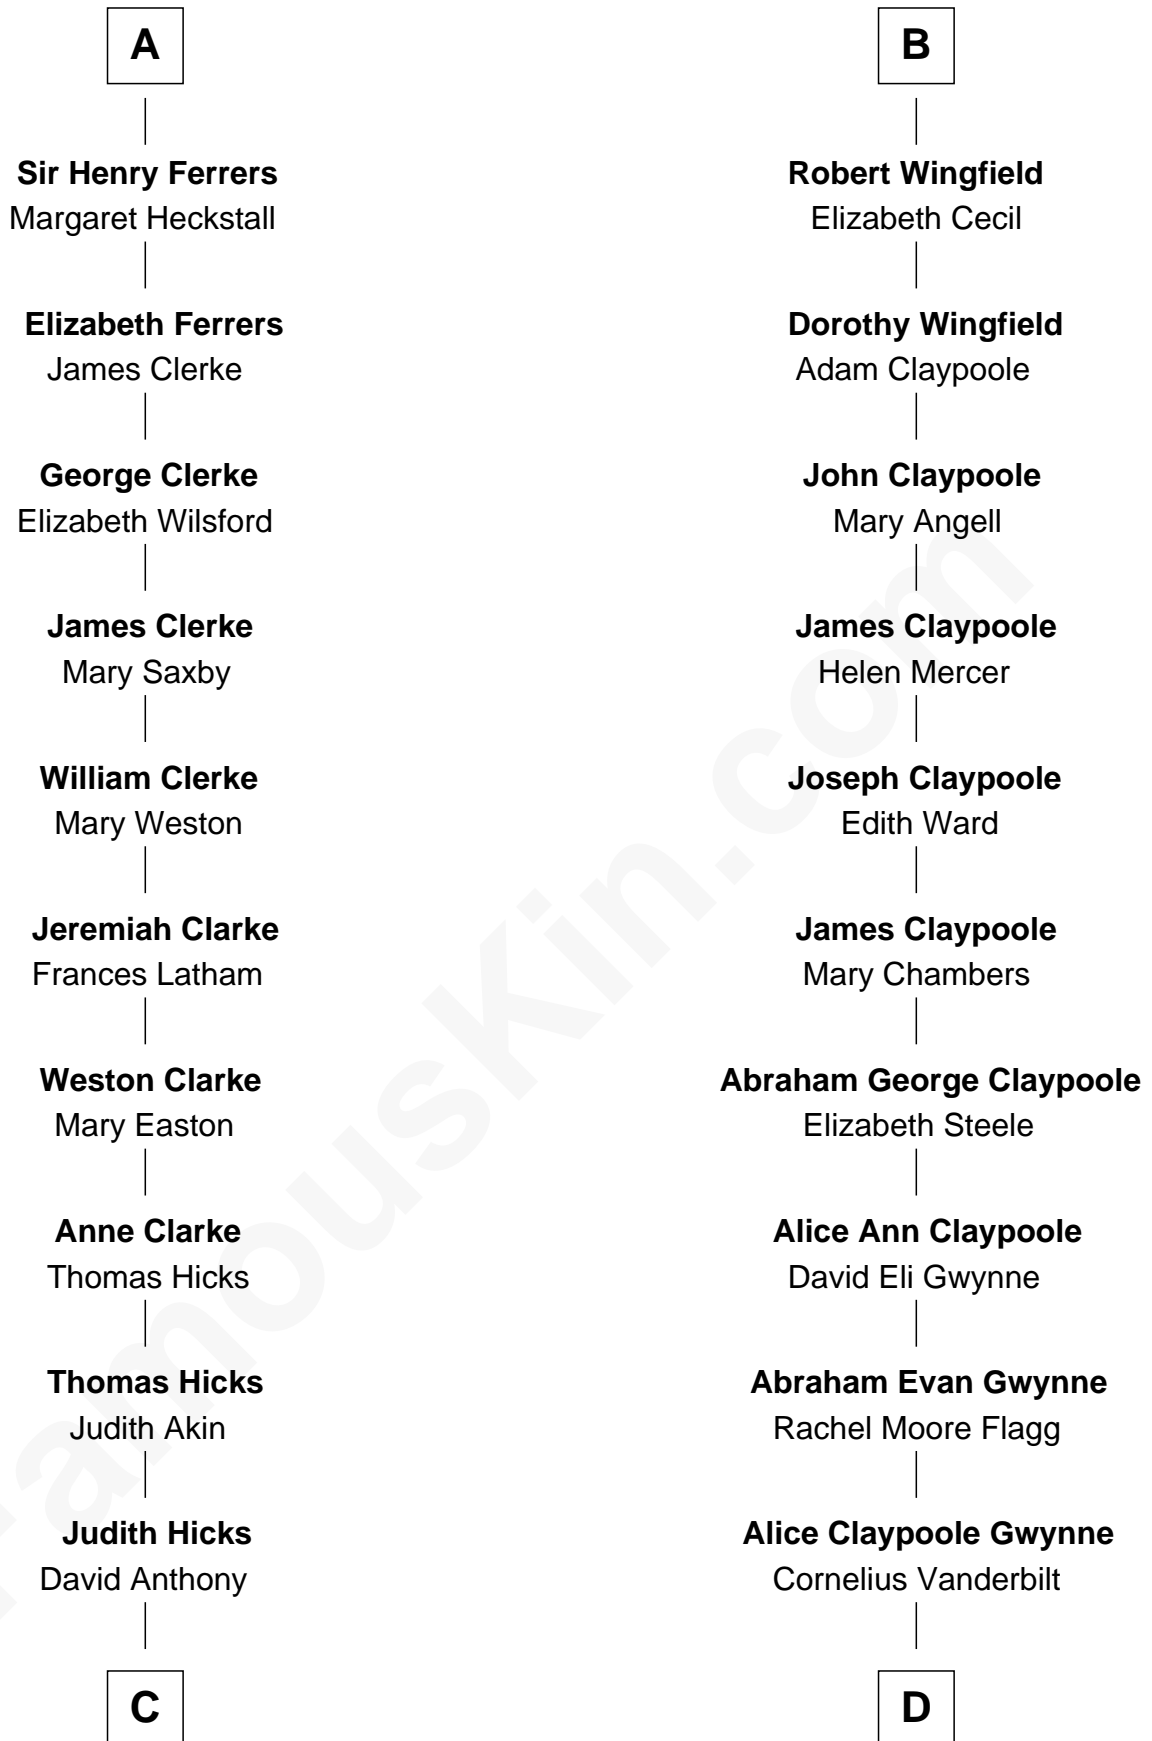 A
Sir Henry Ferrers
Margaret Heckstall
Elizabeth Ferrers
James Clerke
George Clerke
Elizabeth Wilsford
James Clerke
Mary Saxby
William Clerke
Mary Weston
Jeremiah Clarke
Frances Latham
Weston Clarke
Mary Easton
Anne Clarke
Thomas Hicks
Thomas Hicks
Judith Akin
Judith Hicks
David Anthony
C
B
Robert Wingfield
Elizabeth Cecil
Dorothy Wingfield
Adam Claypoole
John Claypoole
Mary Angell
James Claypoole
Helen Mercer
Joseph Claypoole
Edith Ward
James Claypoole
Mary Chambers
Abraham George Claypoole
Elizabeth Steele
Alice Ann Claypoole
David Eli Gwynne
Abraham Evan Gwynne
Rachel Moore Flagg
Alice Claypoole Gwynne
Cornelius Vanderbilt
D
FamousKin.com